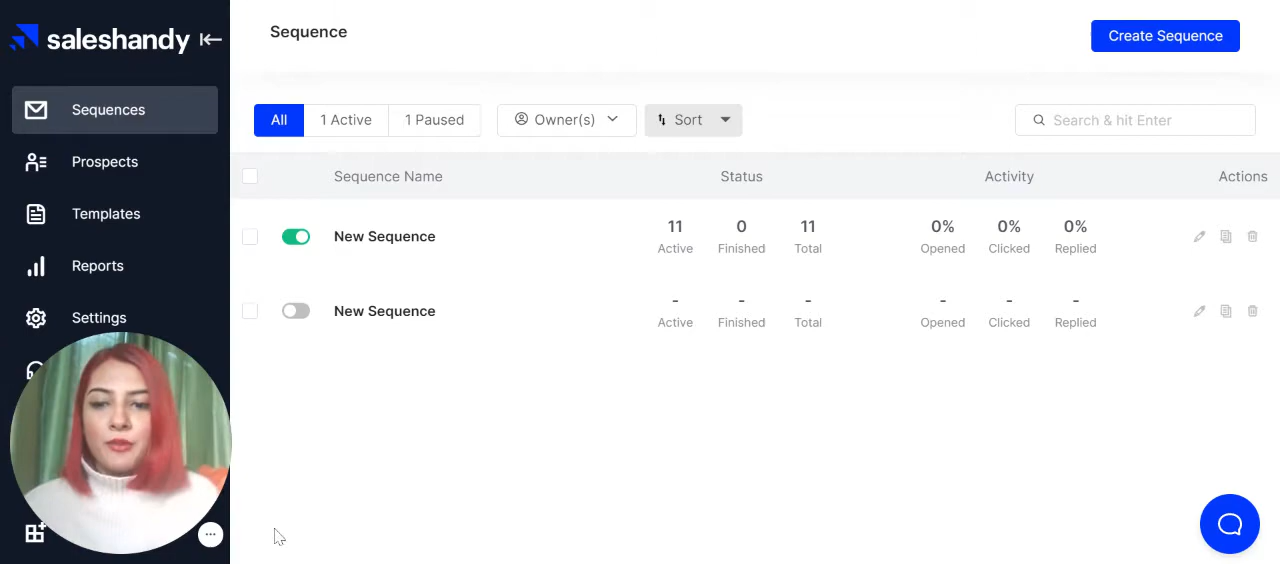 saleshandy
Sequences
Prospects
Templates
Reports
Settings
Sequence
Create Sequence
All 1 Active 1 Paused Owner(s) Sort Search & hit Enter
Sequence Name Status Activity Actions
New Sequence 11 0 11 0% 0% 0%
Active Finished Total Opened Clicked Replied
New Sequence - - - - - -
Active Finished Total Opened Clicked Replied